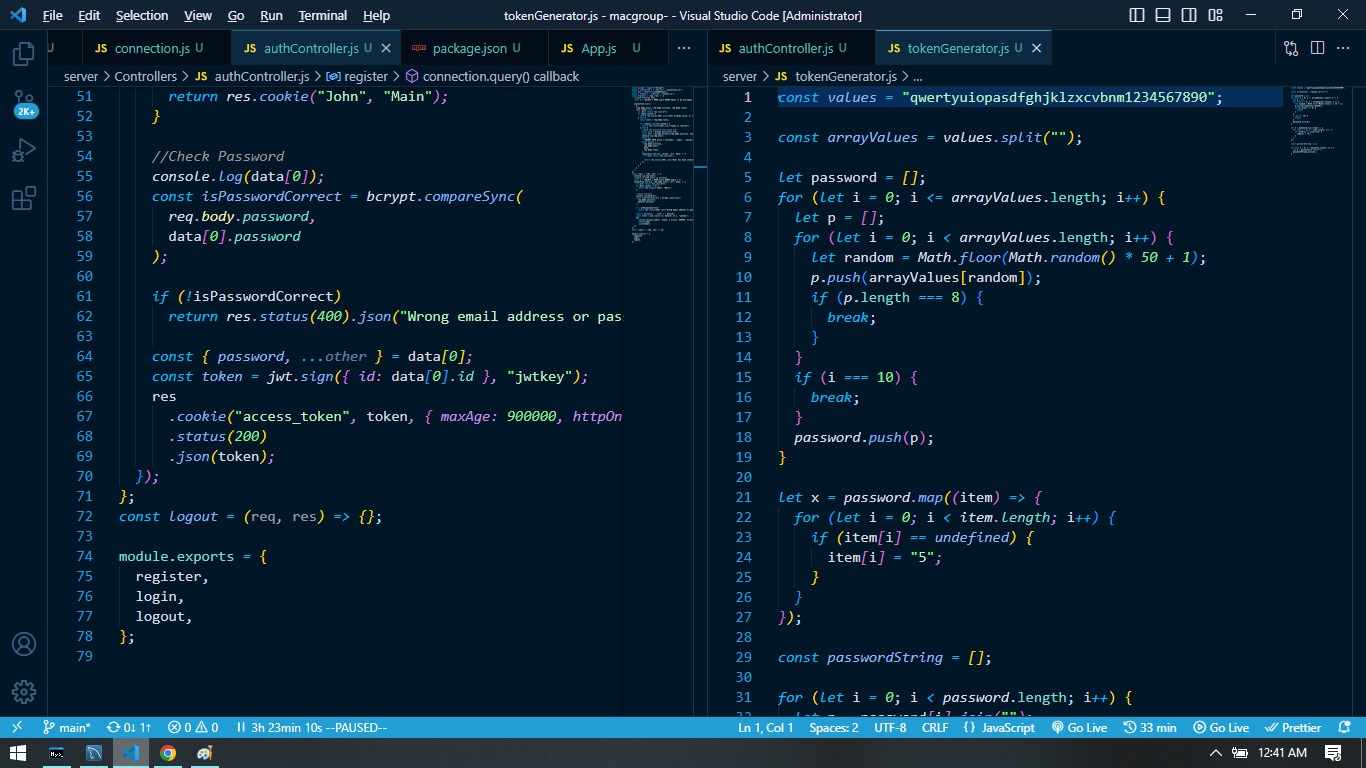 File Edit Selection View Go Run Terminal Help
tokenGenerator.js - macgroup- - Visual Studio Code [Administrator]
U
JS connection.js U
JS authController.js U
package.json U
JS App.js U
server > Controllers > JS authController.js > register > connection.query() callback
2K+
51 return res.cookie("John", "Main");
52 }
53
54 //Check Password
55 console.log(data[0]);
56 const isPasswordCorrect = bcrypt.compareSync(
57 req.body.password,
58 data[0].password
59 );
60
61 if (!isPasswordCorrect)
62 return res.status(400).json("Wrong email address or pas
63
64 const { password, ...other } = data[0];
65 const token = jwt.sign({ id: data[0].id }, "jwtkey");
66 res
67 .cookie("access_token", token, { maxAge: 900000, httpOn
68 .status(200)
69 .json(token);
70 });
71 };
72 const logout = (req, res) => {};
73
74 module.exports = {
75 register,
76 login,
77 logout,
78 };
79
JS authController.js U
JS tokenGenerator.js U
server > JS tokenGenerator.js > ...
1 const values = "qwertyuiopasdfghjklzxcvbnm1234567890";
2
3 const arrayValues = values.split("");
4
5 let password = [];
6 for (let i = 0; i <= arrayValues.length; i++) {
7 let p = [];
8 for (let i = 0; i < arrayValues.length; i++) {
9 let random = Math.floor(Math.random() * 50 + 1);
10 p.push(arrayValues[random]);
11 if (p.length === 8) {
12 break;
13 }
14 }
15 if (i === 10) {
16 break;
17 }
18 password.push(p);
19 }
20
21 let x = password.map((item) => {
22 for (let i = 0; i < item.length; i++) {
23 if (item[i] == undefined) {
24 item[i] = "5";
25 }
26 }
27 });
28
29 const passwordString = [];
30
31 for (let i = 0; i < password.length; i++) {
main* 0↓ 1↑ 0 0 3h 23min 10s --PAUSED--
Ln 1, Col 1 Spaces: 2 UTF-8 CRLF {} JavaScript Go Live 33 min Go Live Prettier
12:41 AM